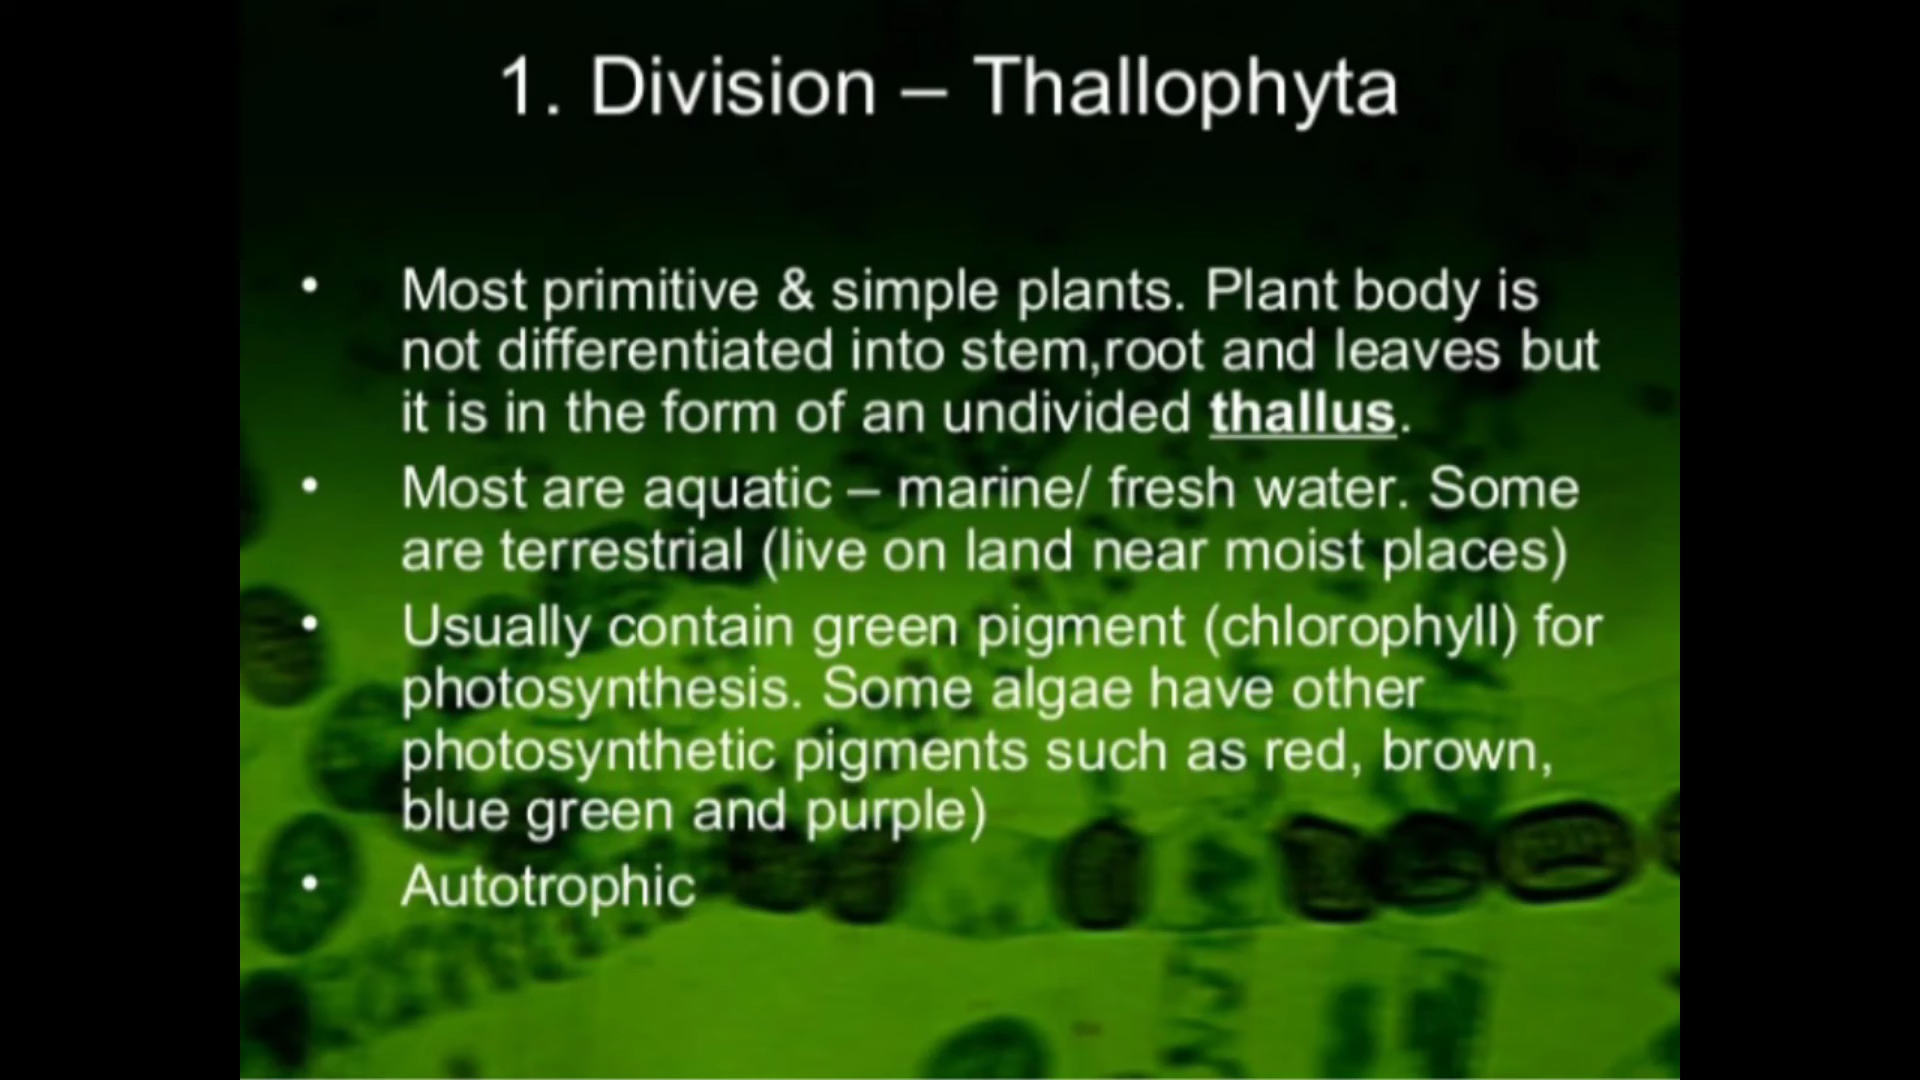 1. Division – Thallophyta
• Most primitive & simple plants. Plant body is
not differentiated into stem,root and leaves but
it is in the form of an undivided thallus.
• Most are aquatic – marine/ fresh water. Some
are terrestrial (live on land near moist places)
• Usually contain green pigment (chlorophyll) for
photosynthesis. Some algae have other
photosynthetic pigments such as red, brown,
blue green and purple)
• Autotrophic